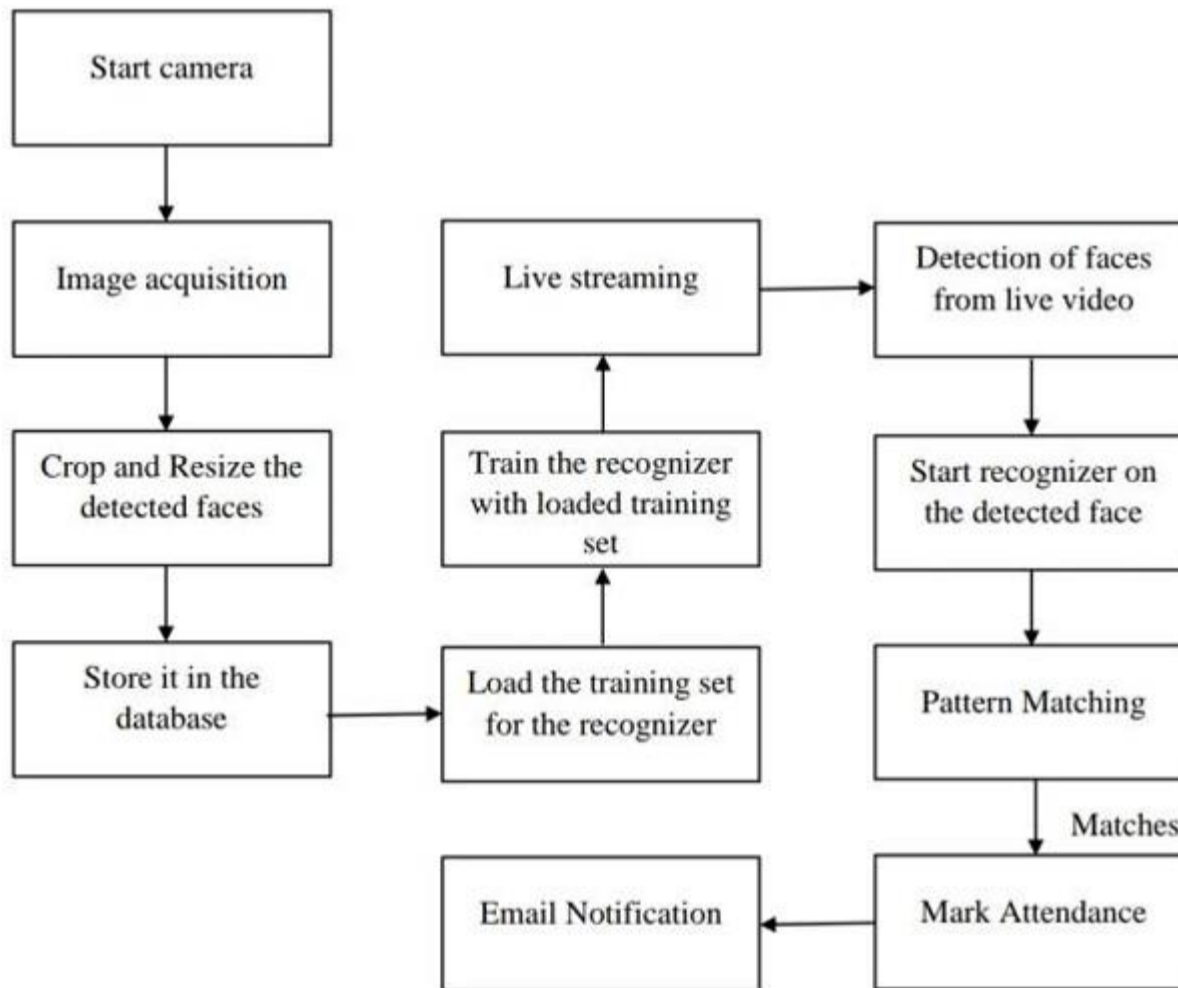 Start camera
Image acquisition
Crop and Resize the
detected faces
Store it in the
database
Load the training set
for the recognizer
Train the recognizer
with loaded training
set
Live streaming
Detection of faces
from live video
Start recognizer on
the detected face
Pattern Matching
Matches
Mark Attendance
Email Notification